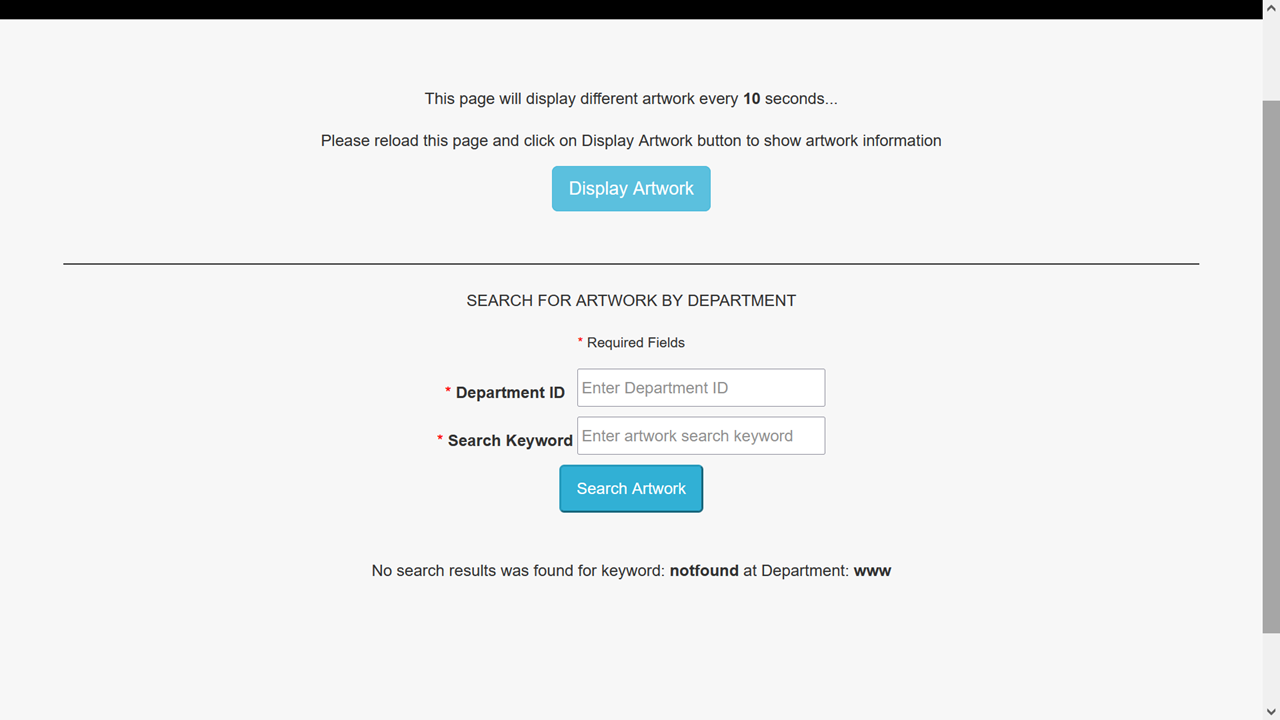 This page will display different artwork every 10 seconds...
Please reload this page and click on Display Artwork button to show artwork information
Display Artwork
SEARCH FOR ARTWORK BY DEPARTMENT
* Required Fields
* Department ID Enter Department ID
* Search Keyword Enter artwork search keyword
Search Artwork
No search results was found for keyword: notfound at Department: www